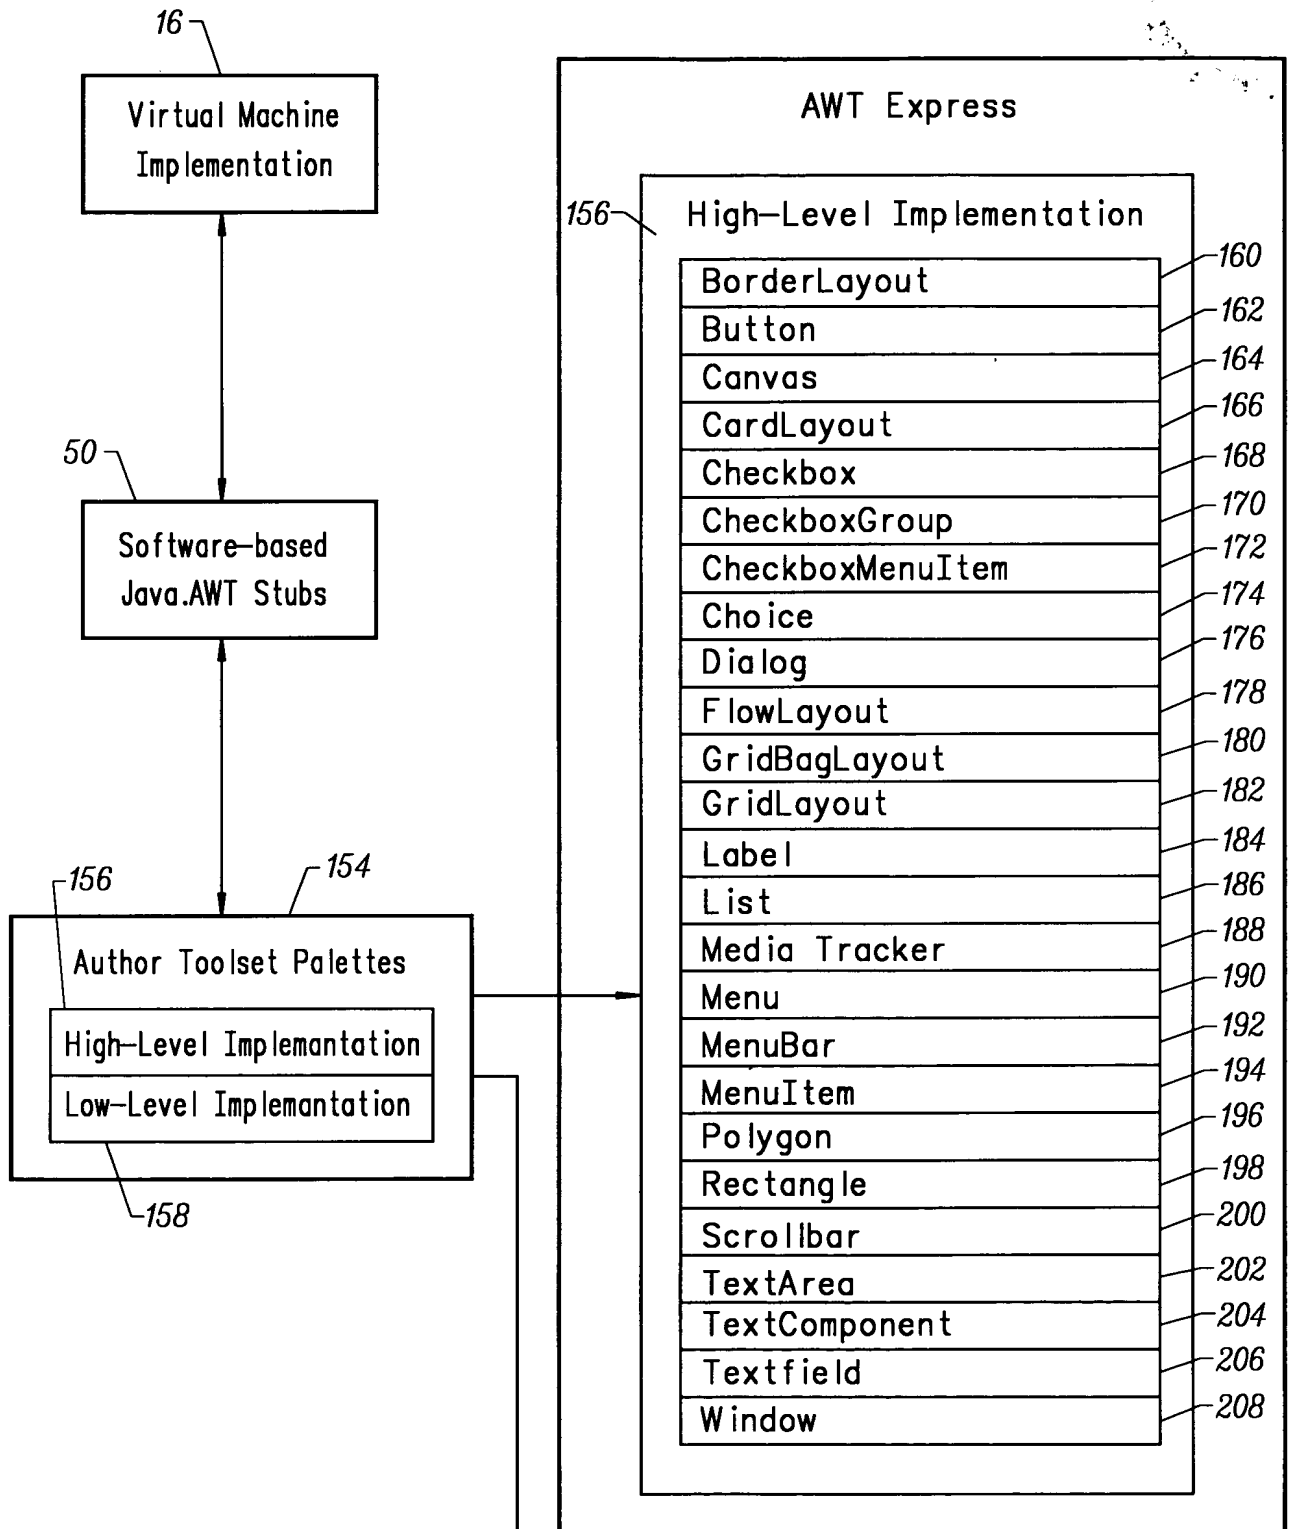 16
Virtual Machine
Implementation
50
Software-based
Java.AWT Stubs
154
156
Author Toolset Palettes
High-Level Implemantation
Low-Level Implemantation
158
AWT Express
156
High-Level Implementation
BorderLayout 160
Button 162
Canvas 164
CardLayout 166
Checkbox 168
CheckboxGroup 170
CheckboxMenuItem 172
Choice 174
Dialog 176
FlowLayout 178
GridBagLayout 180
GridLayout 182
Label 184
List 186
Media Tracker 188
Menu 190
MenuBar 192
MenuItem 194
Polygon 196
Rectangle 198
Scrollbar 200
TextArea 202
TextComponent 204
Textfield 206
Window 208